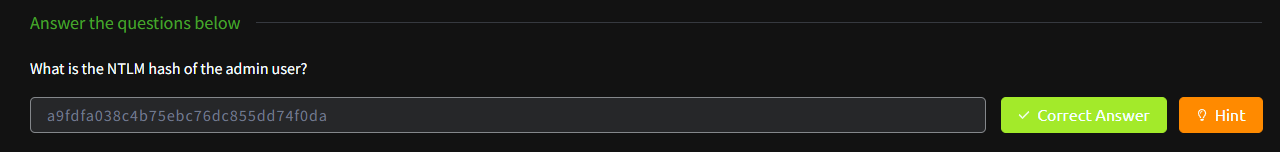 Answer the questions below
What is the NTLM hash of the admin user?
a9fdfa038c4b75ebc76dc855dd74f0da
Correct Answer
Hint